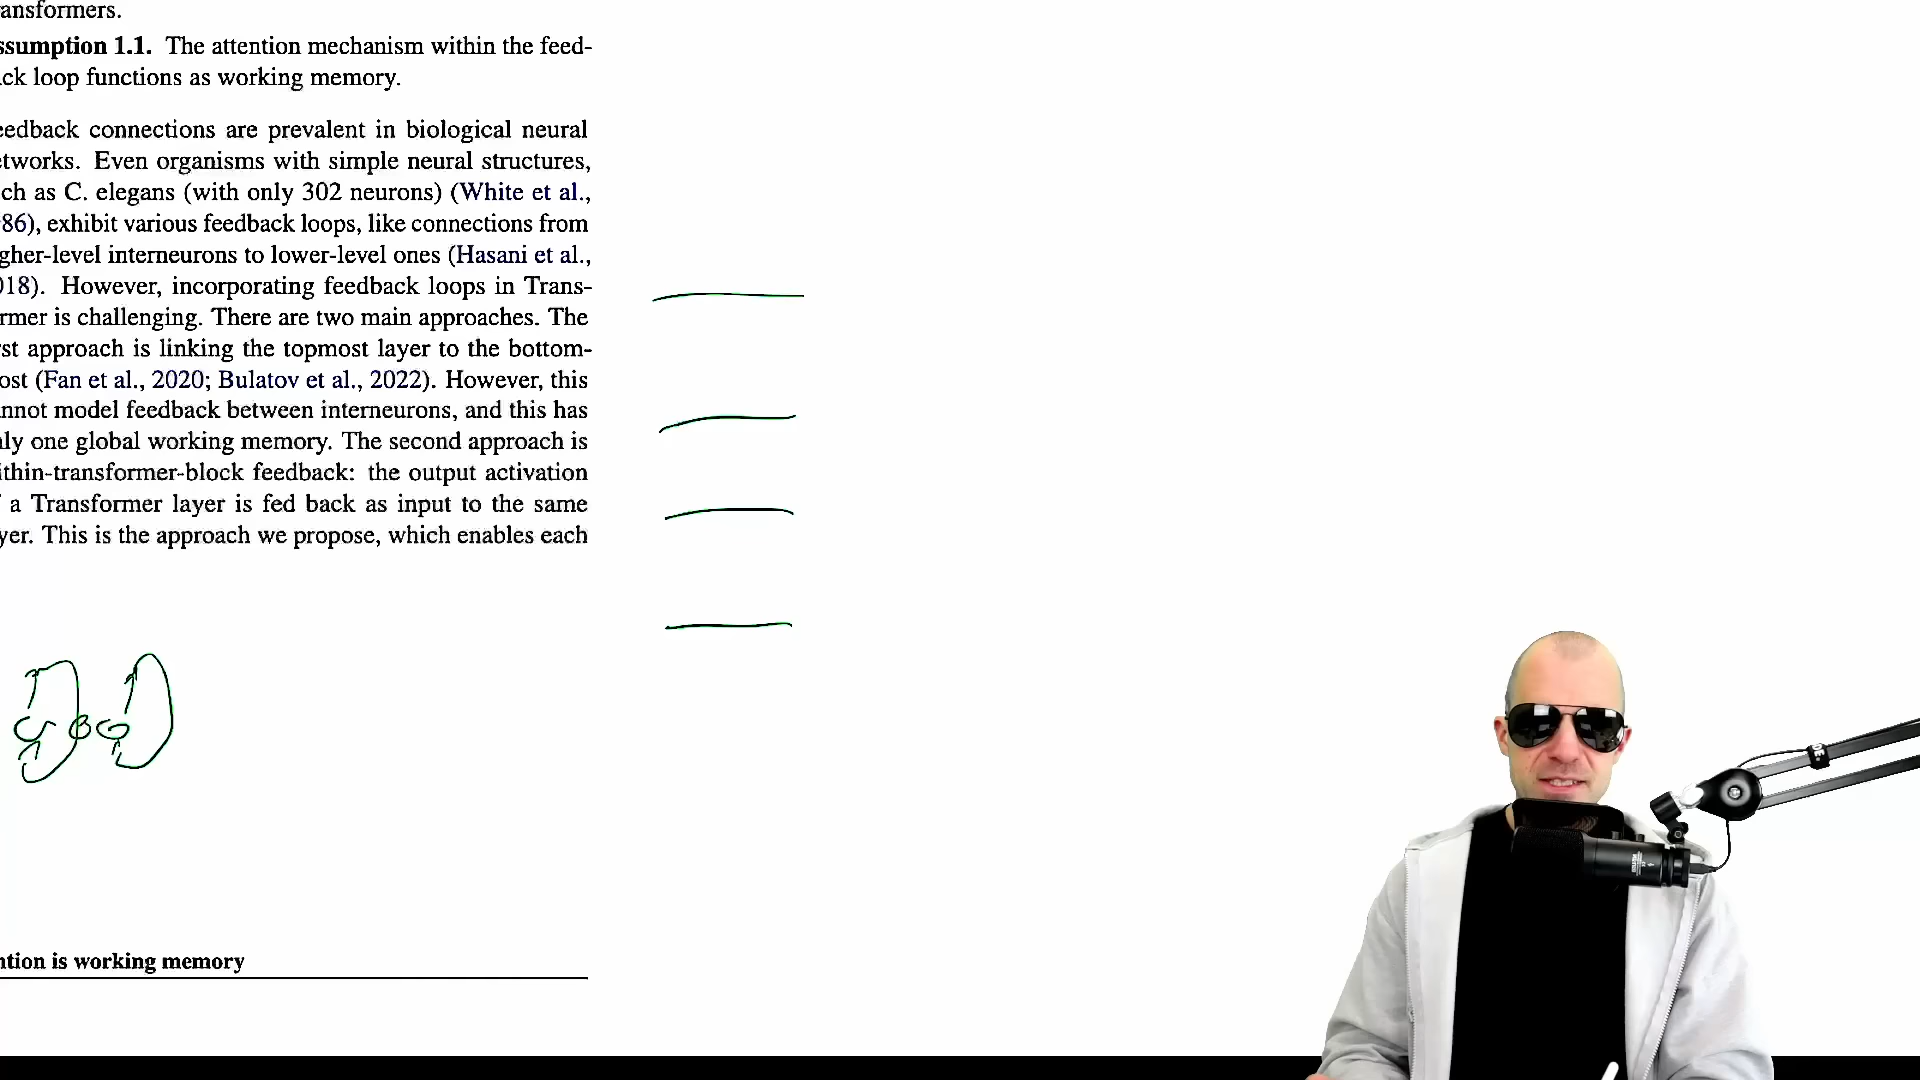 ansformers.
ssumption 1.1. The attention mechanism within the feed-
ck loop functions as working memory.
eedback connections are prevalent in biological neural
etworks. Even organisms with simple neural structures,
ch as C. elegans (with only 302 neurons) (White et al.,
86), exhibit various feedback loops, like connections from
gher-level interneurons to lower-level ones (Hasani et al.,
018). However, incorporating feedback loops in Trans-
rmer is challenging. There are two main approaches. The
rst approach is linking the topmost layer to the bottom-
ost (Fan et al., 2020; Bulatov et al., 2022). However, this
nnot model feedback between interneurons, and this has
nly one global working memory. The second approach is
ithin-transformer-block feedback: the output activation
f a Transformer layer is fed back as input to the same
yer. This is the approach we propose, which enables each
ntion is working memory